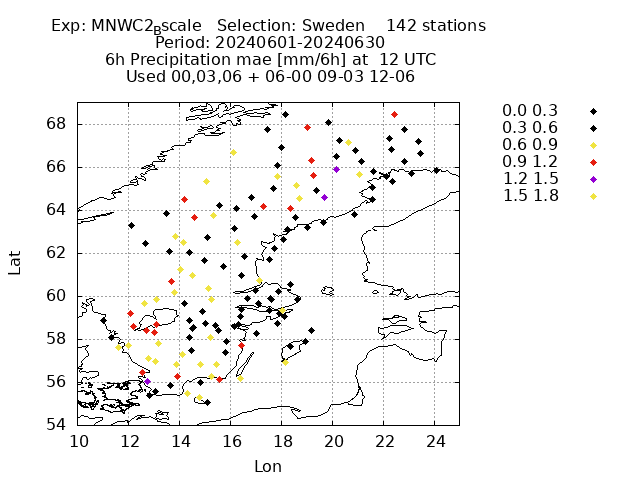 Exp: MNWC2Bscale Selection: Sweden 142 stations
Period: 20240601-20240630
6h Precipitation mae [mm/6h] at 12 UTC
Used 00,03,06 + 06-00 09-03 12-06
0.0 0.3
0.3 0.6
0.6 0.9
0.9 1.2
1.2 1.5
1.5 1.8
68
66
64
62
60
58
56
54
Lat
10 12 14 16 18 20 22 24
Lon